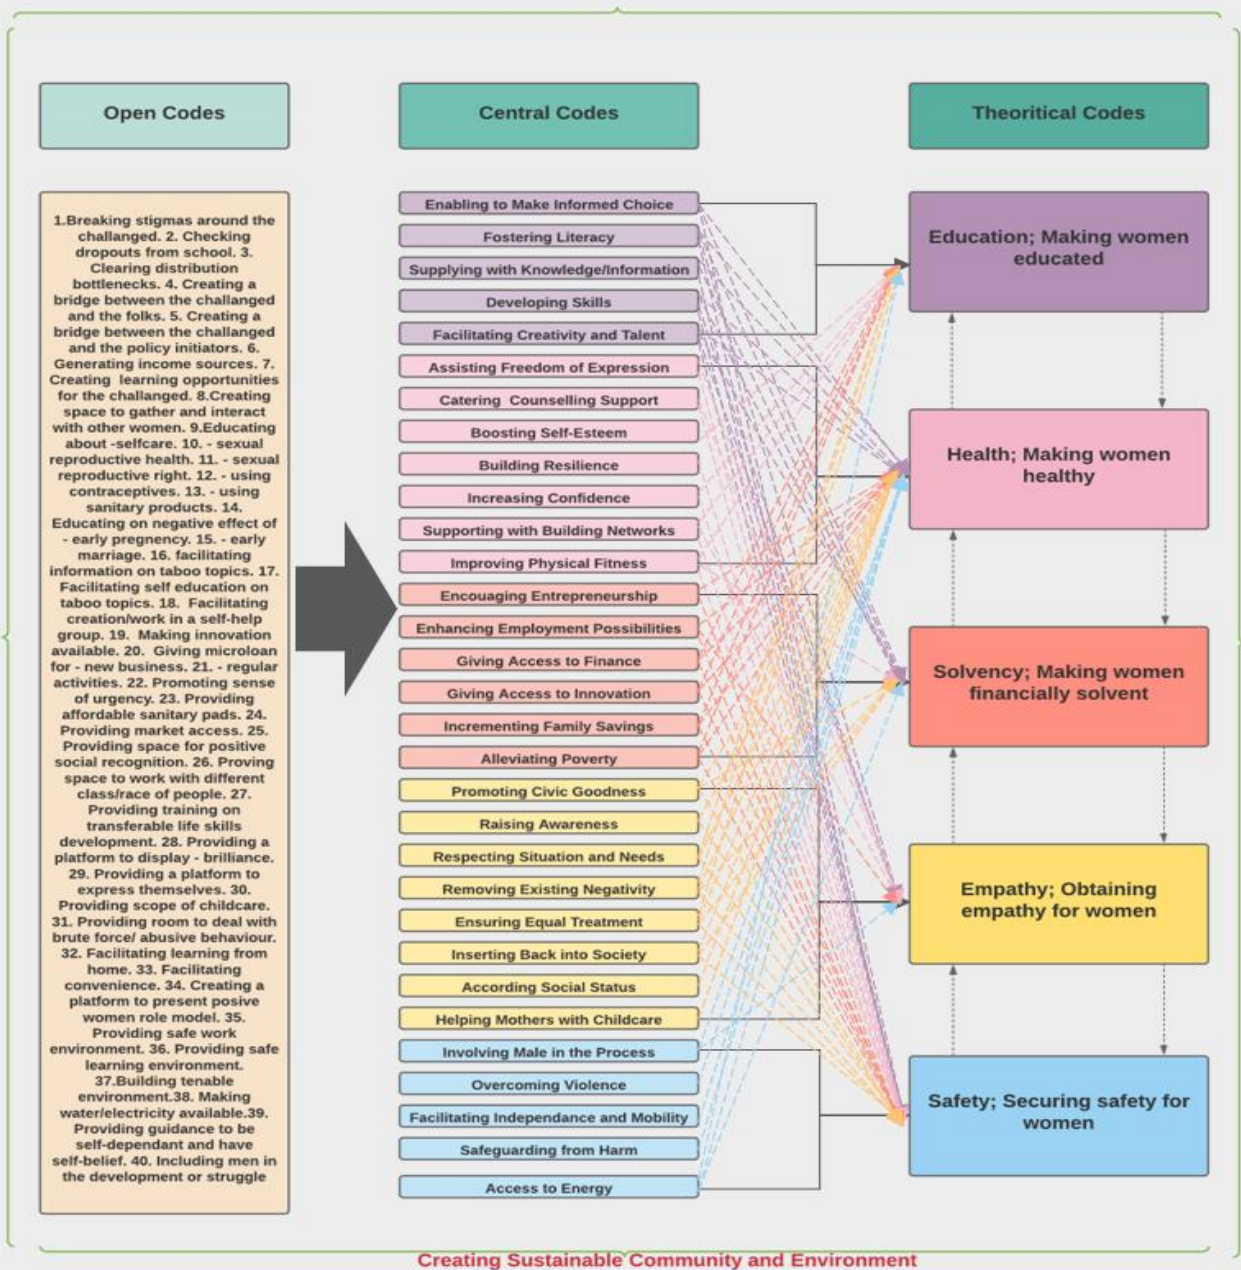 Open Codes
Central Codes
Theoritical Codes
1.Breaking stigmas around the
challanged. 2. Checking
dropouts from school. 3.
Clearing distribution
bottlenecks. 4. Creating a
bridge between the challanged
and the folks. 5. Creating a
bridge between the challanged
and the policy initiators. 6.
Generating income sources. 7.
Creating learning opportunities
for the challanged. 8.Creating
space to gather and interact
with other women. 9.Educating
about -selfcare. 10. - sexual
reproductive health. 11. - sexual
reproductive right. 12. - using
contraceptives. 13. - using
sanitary products. 14.
Educating on negative effect of
- early pregnency. 15. - early
marriage. 16. facilitating
information on taboo topics. 17.
Facilitating self education on
taboo topics. 18. Facilitating
creation/work in a self-help
group. 19. Making innovation
available. 20. Giving microloan
for - new business. 21. - regular
activities. 22. Promoting sense
of urgency. 23. Providing
affordable sanitary pads. 24.
Providing market access. 25.
Providing space for positive
social recognition. 26. Proving
space to work with different
class/race of people. 27.
Providing training on
transferable life skills
development. 28. Providing a
platform to display - brilliance.
29. Providing a platform to
express themselves. 30.
Providing scope of childcare.
31. Providing room to deal with
brute force/ abusive behaviour.
32. Facilitating learning from
home. 33. Facilitating
convenience. 34. Creating a
platform to present posive
women role model. 35.
Providing safe work
environment. 36. Providing safe
learning environment.
37.Building tenable
environment.38. Making
water/electricity available.39.
Providing guidance to be
self-dependant and have
self-belief. 40. Including men in
the development or struggle
Enabling to Make Informed Choice
Fostering Literacy
Supplying with Knowledge/Information
Developing Skills
Facilitating Creativity and Talent
Assisting Freedom of Expression
Catering Counselling Support
Boosting Self-Esteem
Building Resilience
Increasing Confidence
Supporting with Building Networks
Improving Physical Fitness
Encouaging Entrepreneurship
Enhancing Employment Possibilities
Giving Access to Finance
Giving Access to Innovation
Incrementing Family Savings
Alleviating Poverty
Promoting Civic Goodness
Raising Awareness
Respecting Situation and Needs
Removing Existing Negativity
Ensuring Equal Treatment
Inserting Back into Society
According Social Status
Helping Mothers with Childcare
Involving Male in the Process
Overcoming Violence
Facilitating Independance and Mobility
Safeguarding from Harm
Access to Energy
Education; Making women
educated
Health; Making women
healthy
Solvency; Making women
financially solvent
Empathy; Obtaining
empathy for women
Safety; Securing safety for
women
Creating Sustainable Community and Environment